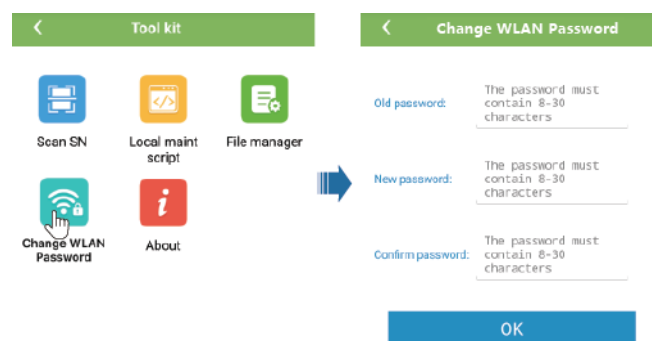 Tool kit
Scan SN
Local maint
script
File manager
Change WLAN
Password
About
Change WLAN Password
Old password:
The password must
contain 8-30
characters
New password:
The password must
contain 8-30
characters
Confirm password:
The password must
contain 8-30
characters
OK